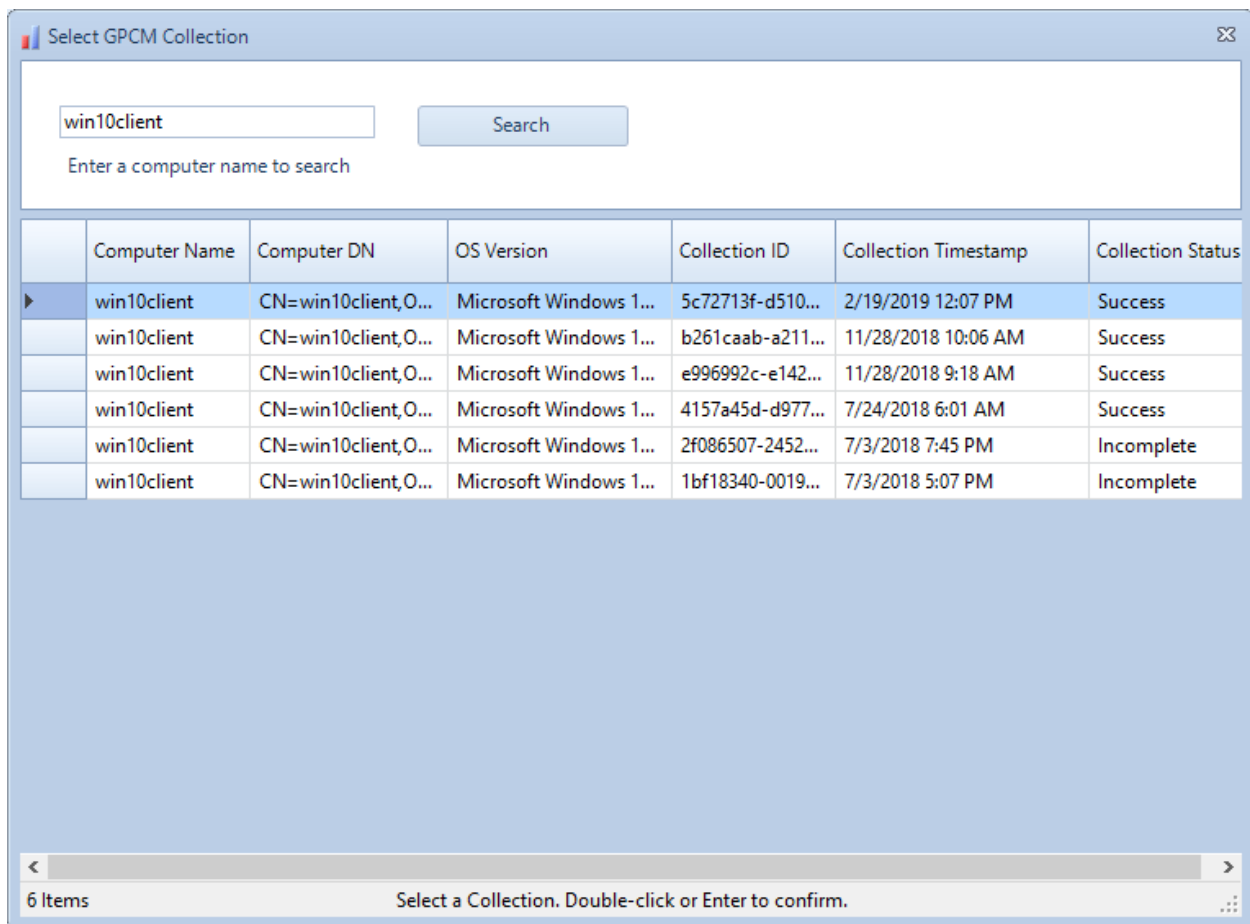 Select GPCM Collection
win10client
Search
Enter a computer name to search
Computer Name Computer DN OS Version Collection ID Collection Timestamp Collection Status
win10client CN=win10client,O... Microsoft Windows 1... 5c72713f-d510... 2/19/2019 12:07 PM Success
win10client CN=win10client,O... Microsoft Windows 1... b261caab-a211... 11/28/2018 10:06 AM Success
win10client CN=win10client,O... Microsoft Windows 1... e996992c-e142... 11/28/2018 9:18 AM Success
win10client CN=win10client,O... Microsoft Windows 1... 4157a45d-d977... 7/24/2018 6:01 AM Success
win10client CN=win10client,O... Microsoft Windows 1... 2f086507-2452... 7/3/2018 7:45 PM Incomplete
win10client CN=win10client,O... Microsoft Windows 1... 1bf18340-0019... 7/3/2018 5:07 PM Incomplete
6 Items Select a Collection. Double-click or Enter to confirm.